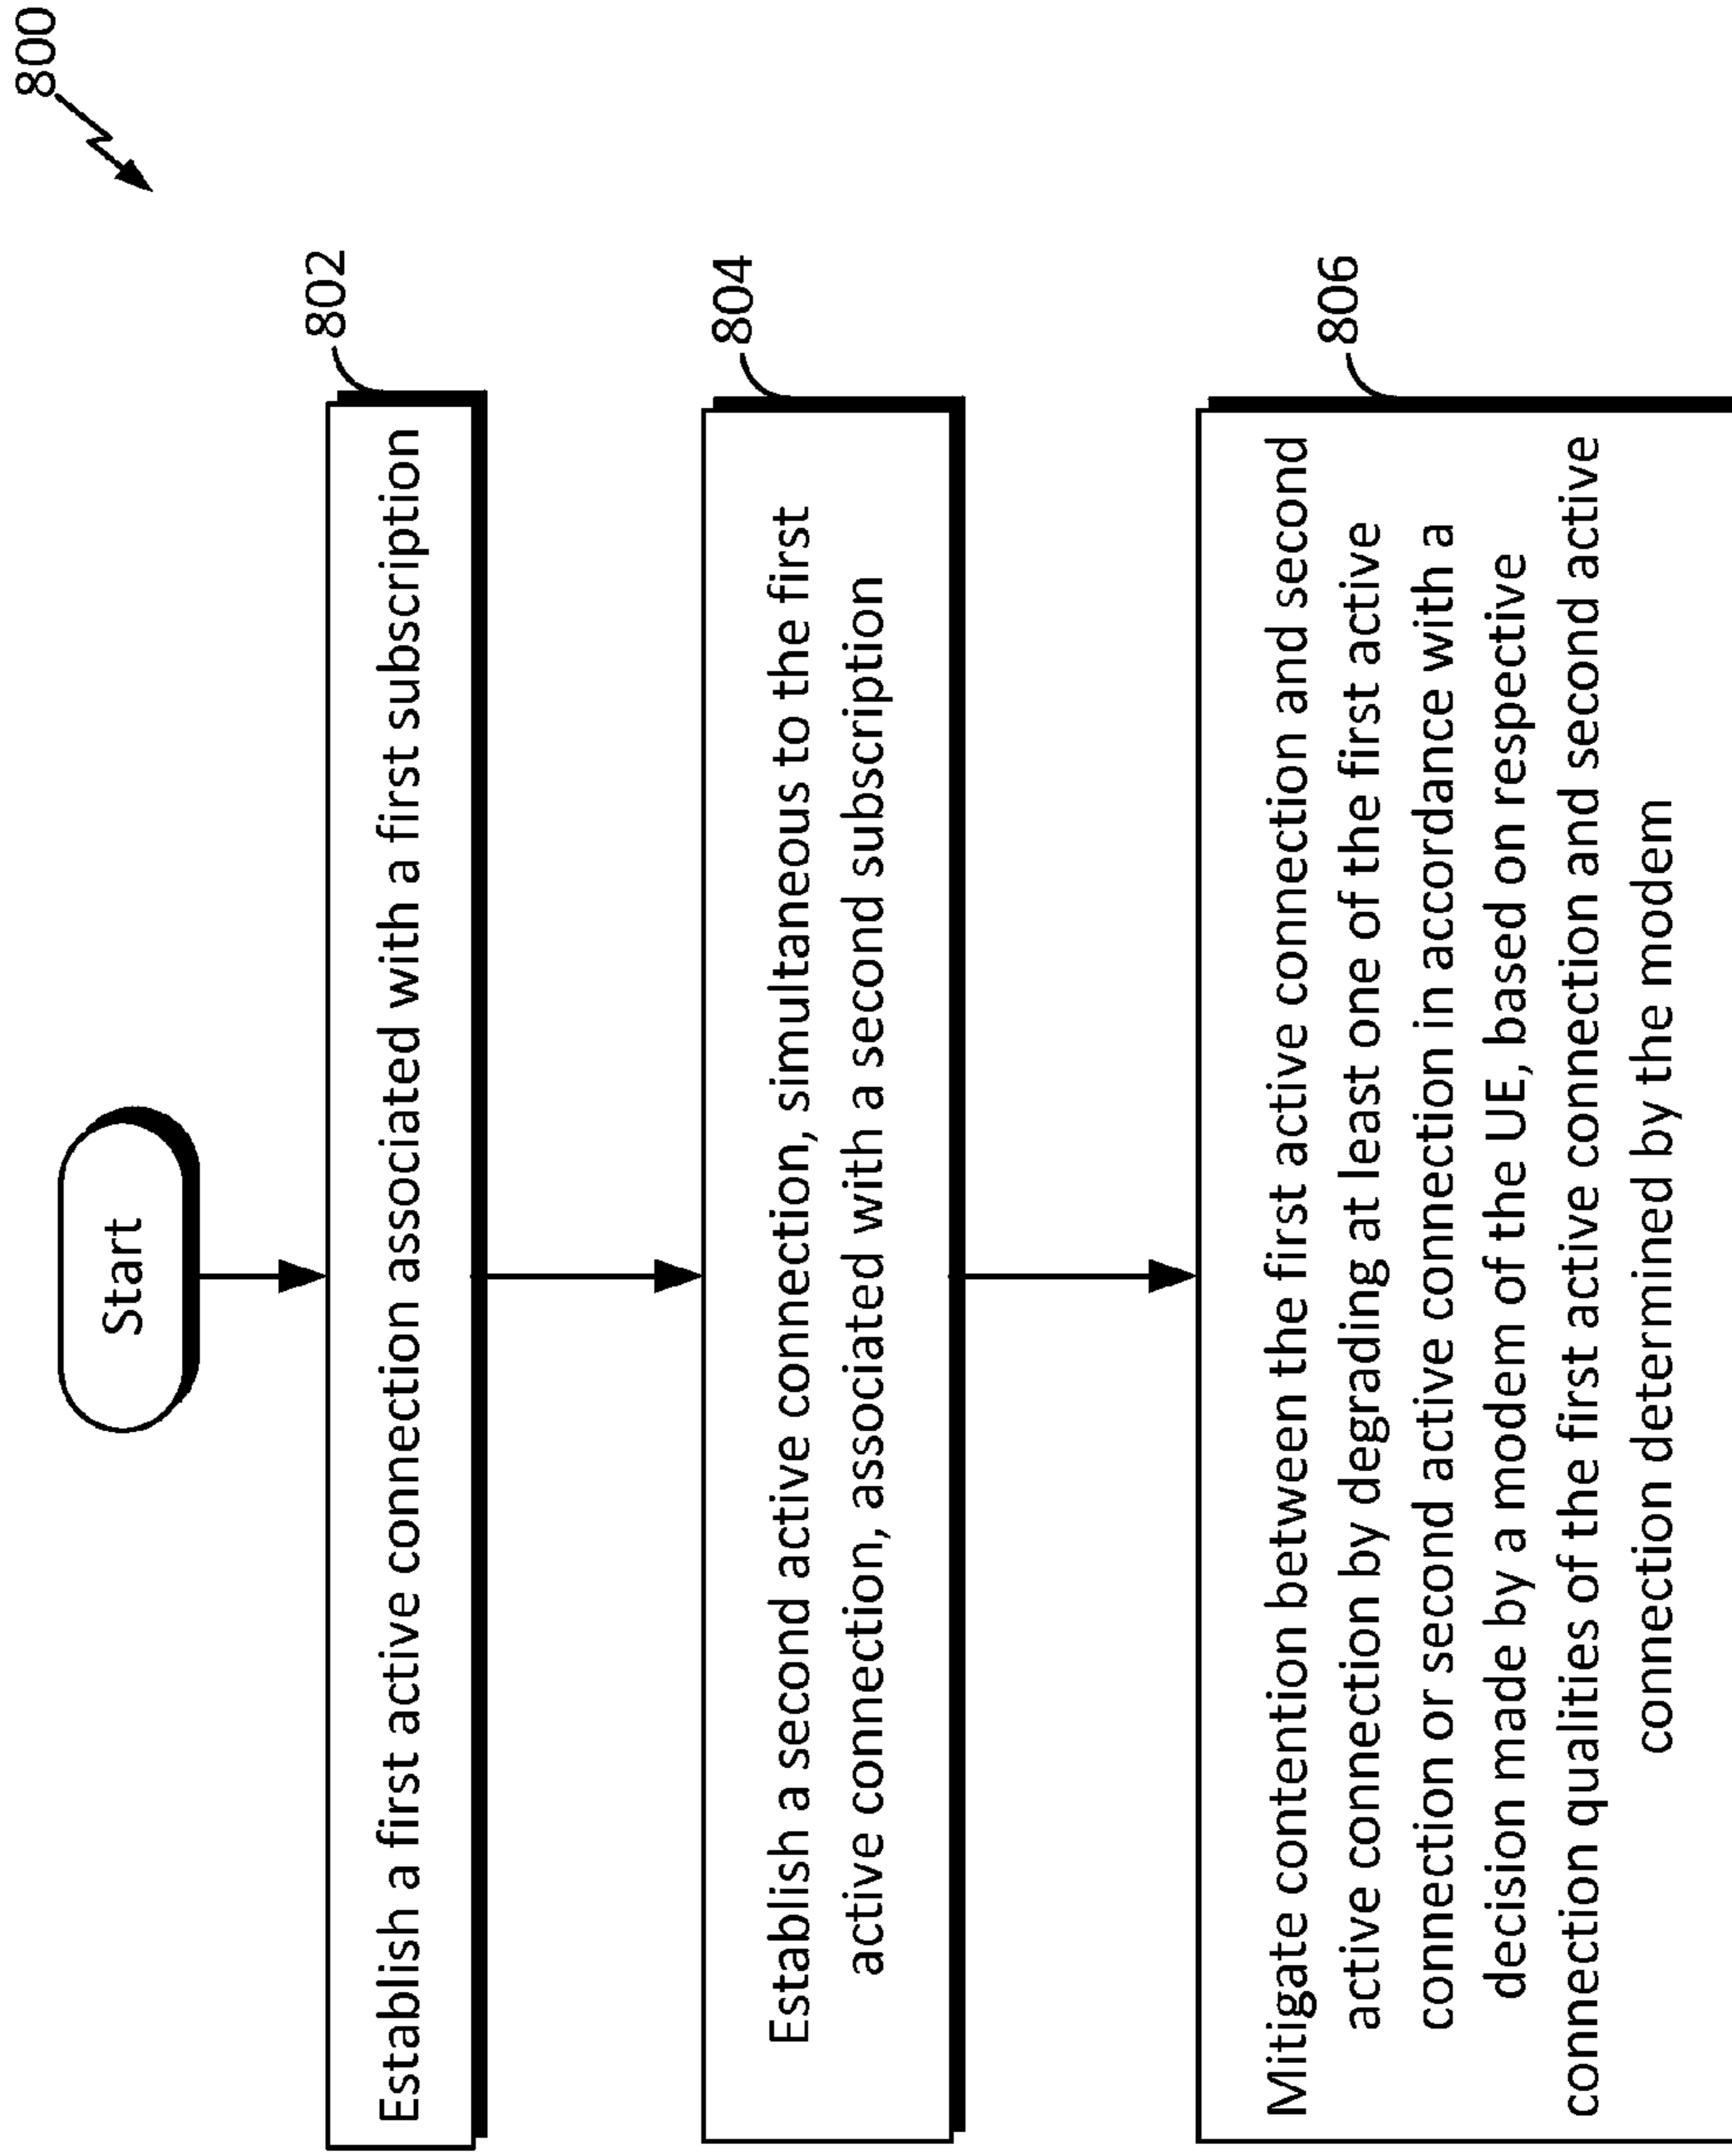 800
Start
802
Establish a first active connection associated with a first subscription
804
Establish a second active connection, simultaneous to the first
active connection, associated with a second subscription
806
Mitigate contention between the first active connection and second
active connection by degrading at least one of the first active
connection or second active connection in accordance with a
decision made by a modem of the UE, based on respective
connection qualities of the first active connection and second active
connection determined by the modem